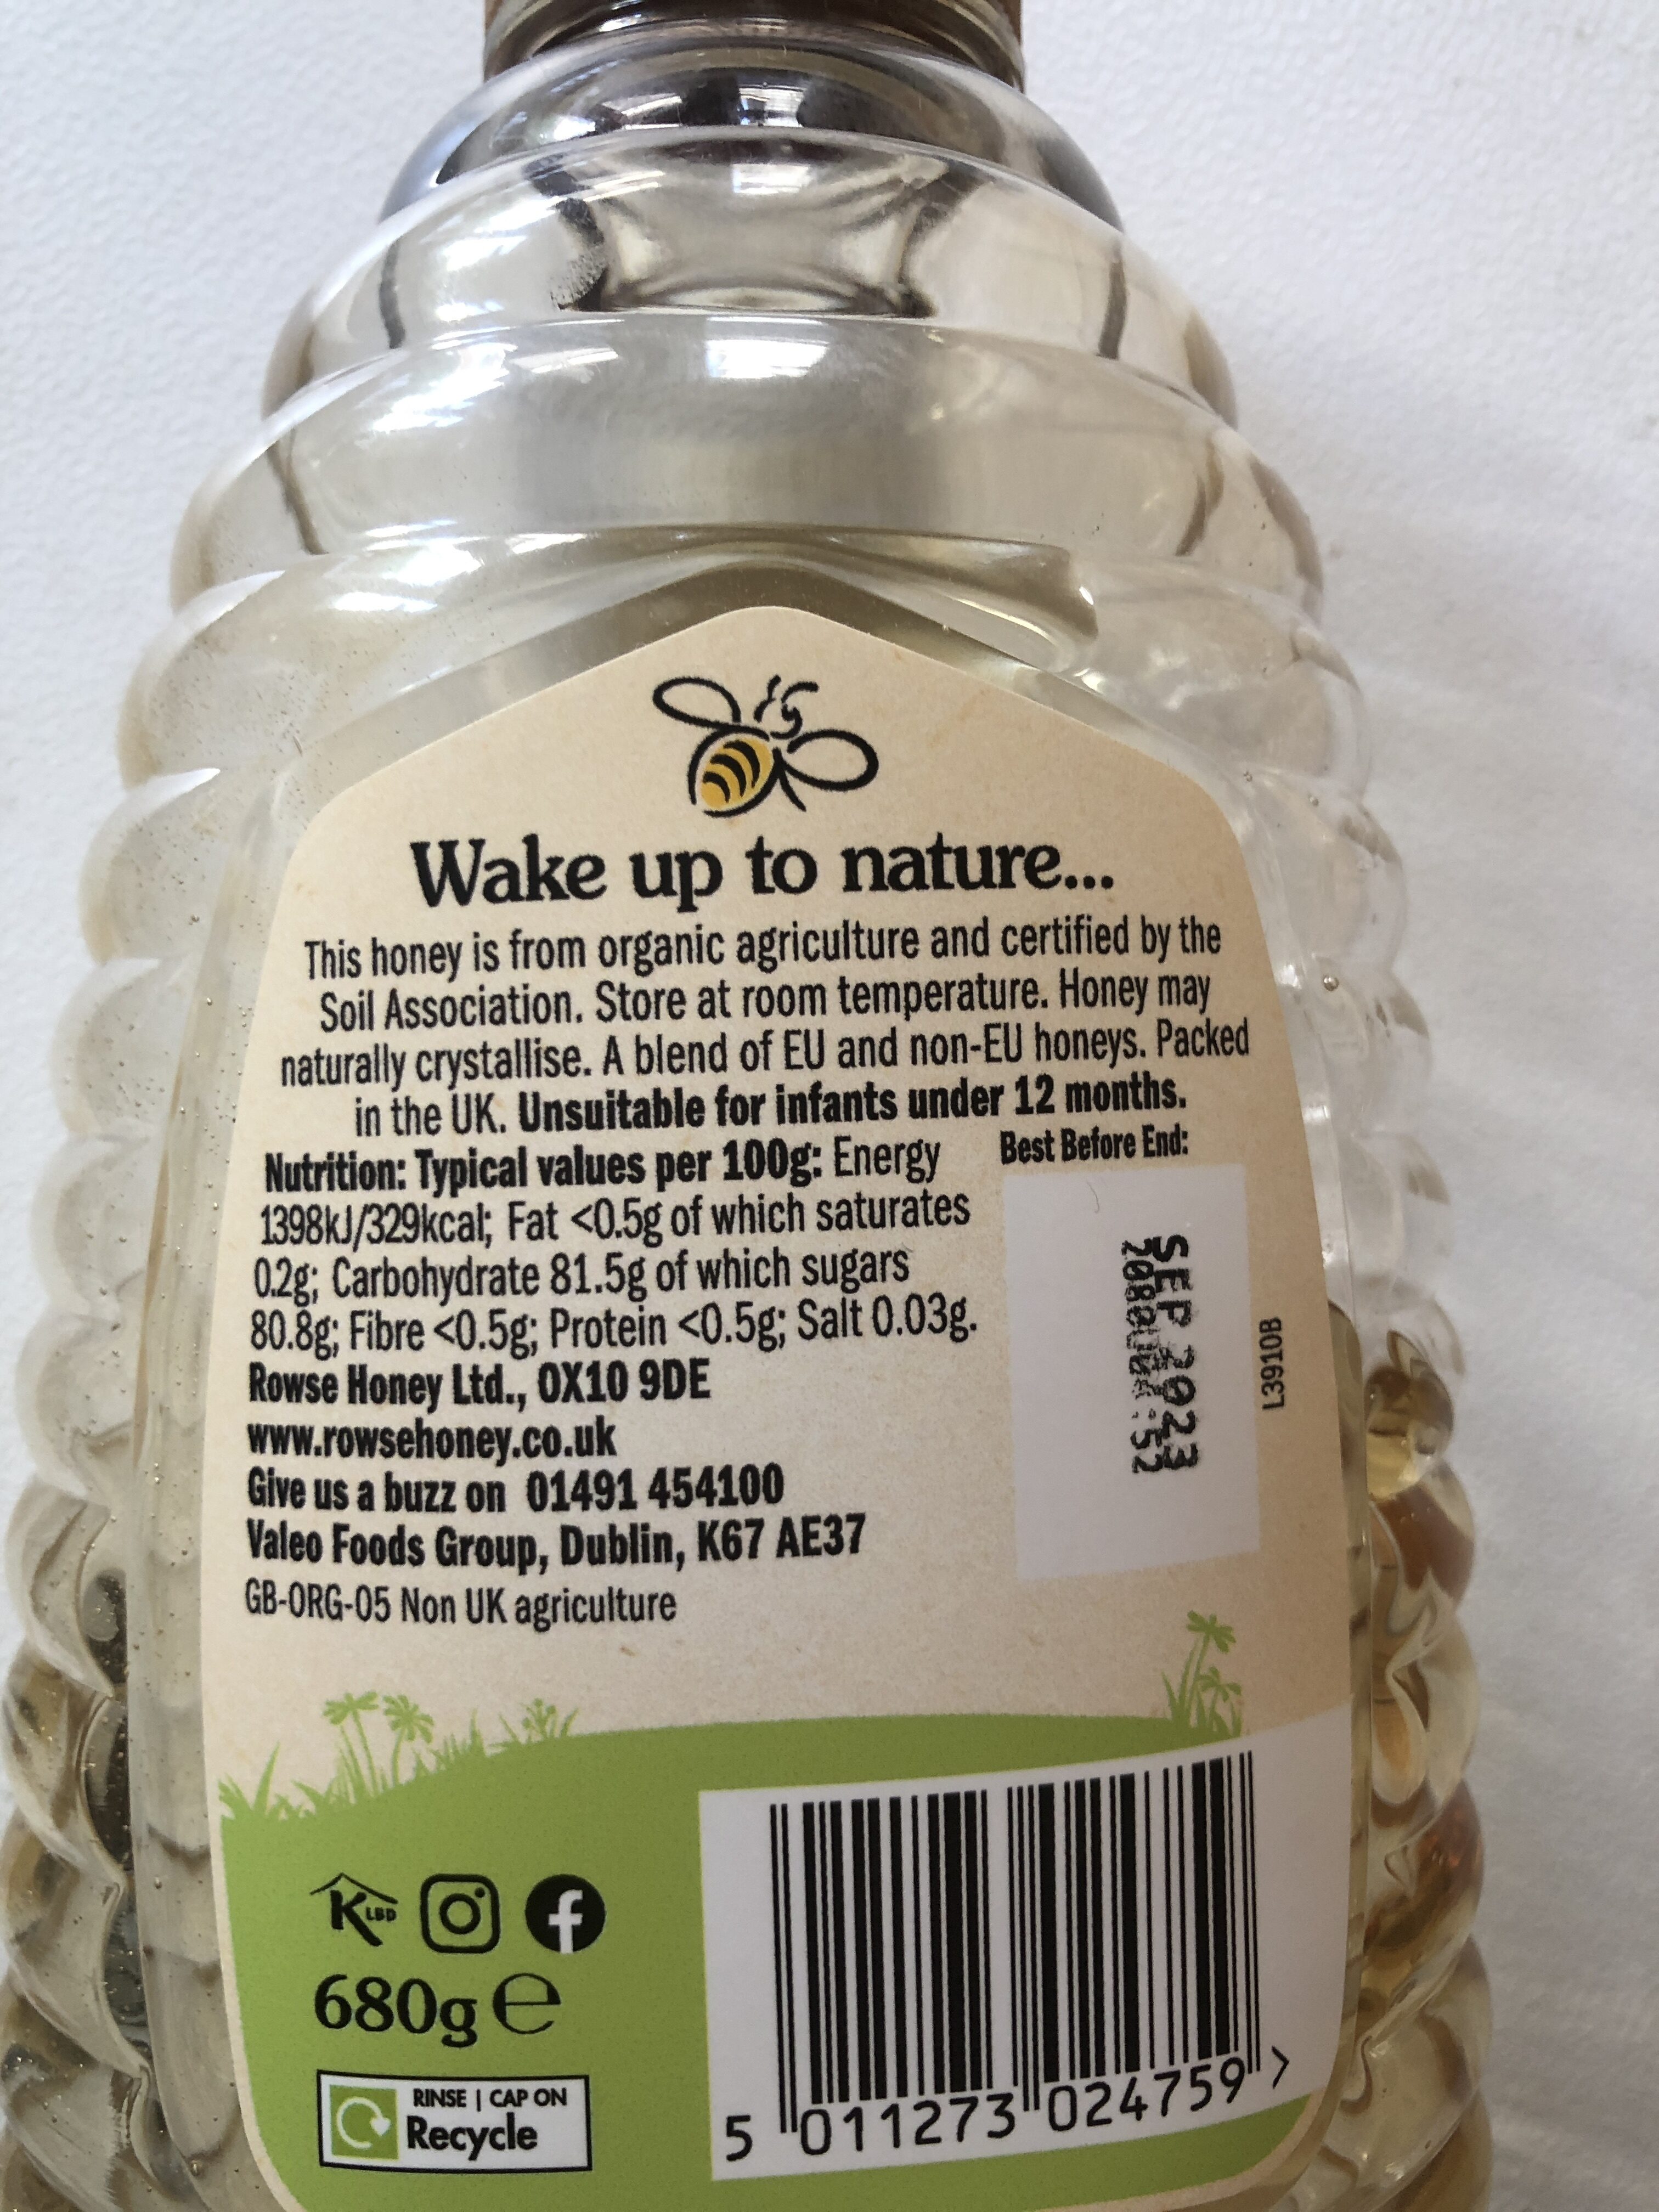 Wake up to nature...
This honey is from organic agriculture and certified by the
Soil Association. Store at room temperature. Honey may
naturally crystallise. A blend of EU and non-EU honeys. Packed
in the UK. Unsuitable for infants under 12 months.
Nutrition: Typical values per 100g: Energy
1398kJ/329kcal; Fat <0.5g of which saturates
0.2g; Carbohydrate 81.5g of which sugars
80.8g; Fibre <0.5g; Protein <0.5g; Salt 0.03g.
Rowse Honey Ltd., OX10 9DE
www.rowsehoney.co.uk
Give us a buzz on 01491 454100
Valeo Foods Group, Dublin, K67 AE37
GB-ORG-05 Non UK agriculture
Best Before End:
SEP 2023
L3910B
K LBD
680g e
RINSE | CAP ON
Recycle
5 011273 024759 >